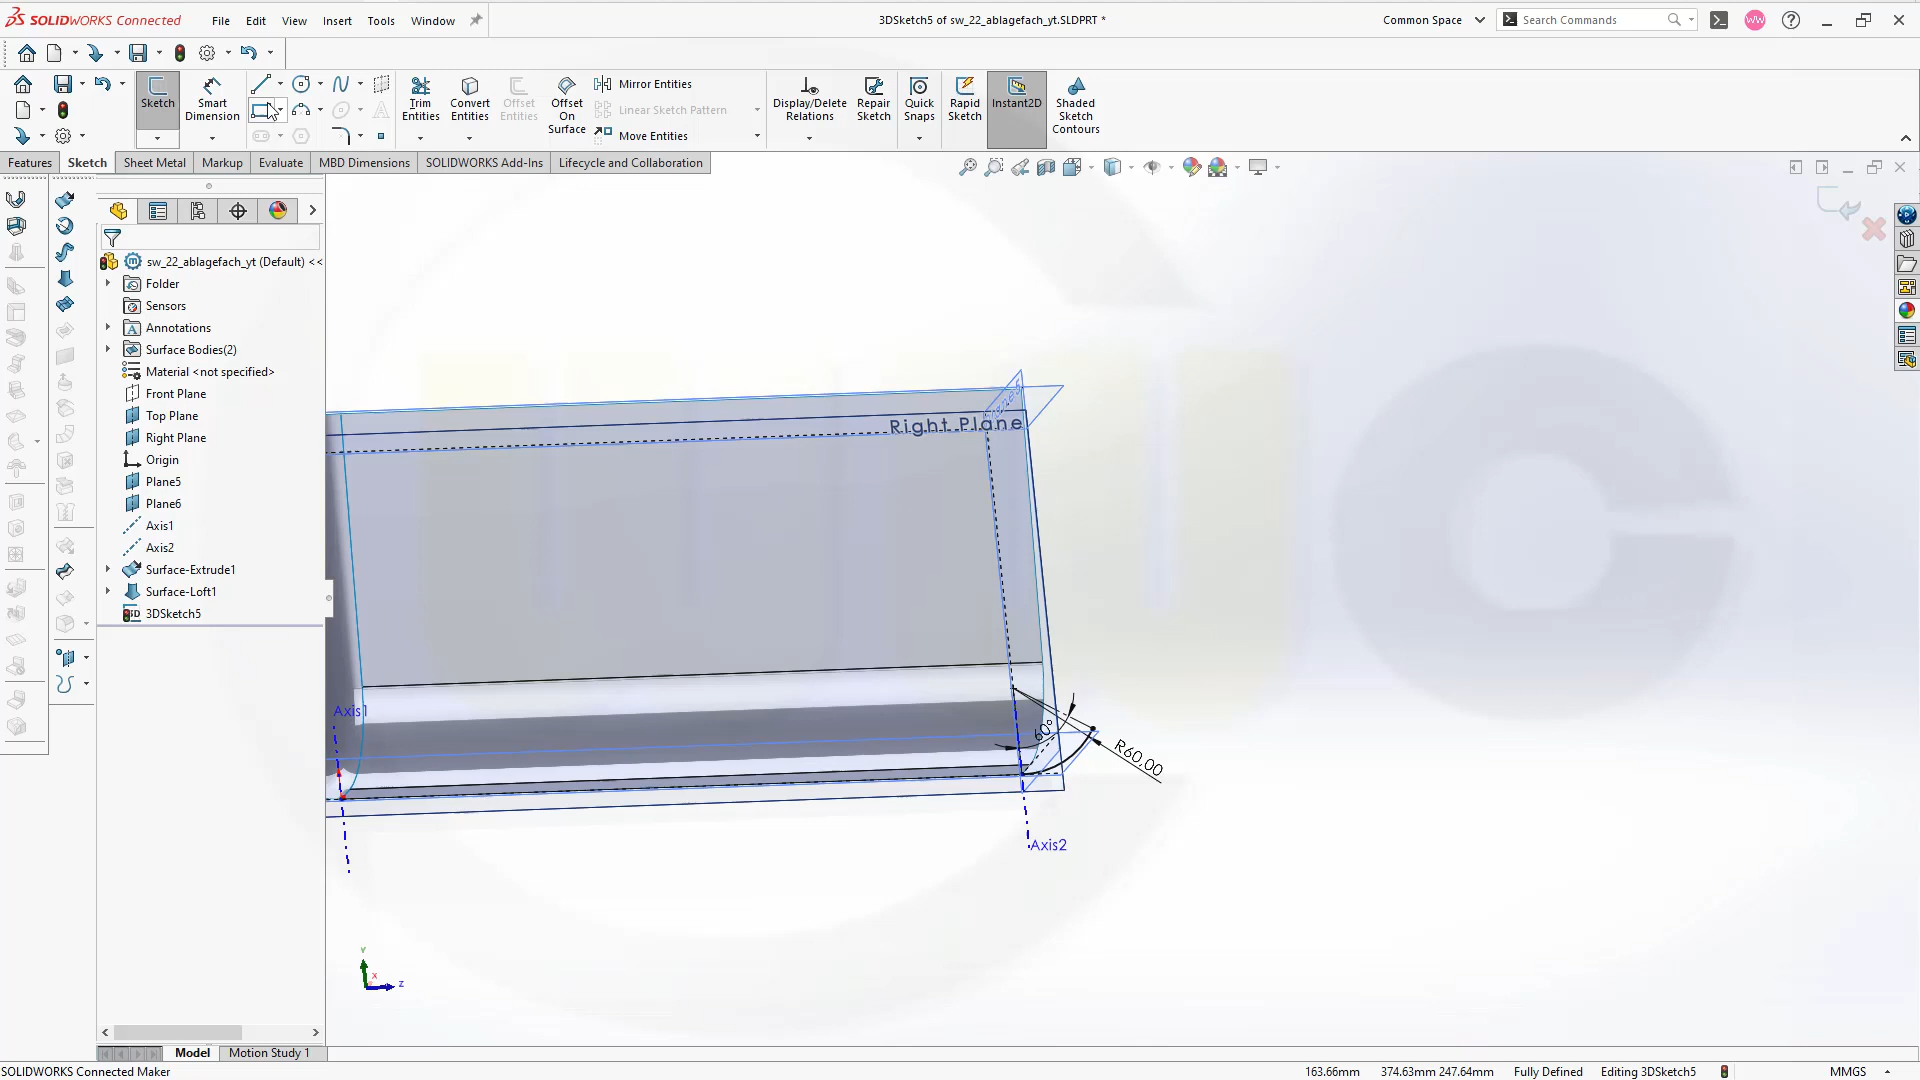 SOLIDWORKS Connected
File
Edit
View
Insert
Tools
Window
3DSketch5 of sw_22_ablagefach_yt.SLDPRT *
Common Space
Search Commands
WW
Sketch
Smart
Dimension
Trim
Entities
Convert
Entities
Offset
Entities
Offset
On
Surface
Mirror Entities
Linear Sketch Pattern
Move Entities
Display/Delete
Relations
Repair
Sketch
Quick
Snaps
Rapid
Sketch
Instant2D
Shaded
Sketch
Contours
Features
Sketch
Sheet Metal
Markup
Evaluate
MBD Dimensions
SOLIDWORKS Add-Ins
Lifecycle and Collaboration
sw_22_ablagefach_yt (Default) <<
Folder
Sensors
Annotations
Surface Bodies(2)
Material <not specified>
Front Plane
Top Plane
Right Plane
Origin
Plane5
Plane6
Axis1
Axis2
Surface-Extrude1
Surface-Loft1
3D 3DSketch5
Right Plane
Plane5
Axis1
60°
R60,00
Axis2
Y
X
Z
Model
Motion Study 1
SOLIDWORKS Connected Maker
163.66mm
374.63mm 247.64mm
Fully Defined
Editing 3DSketch5
MMGS